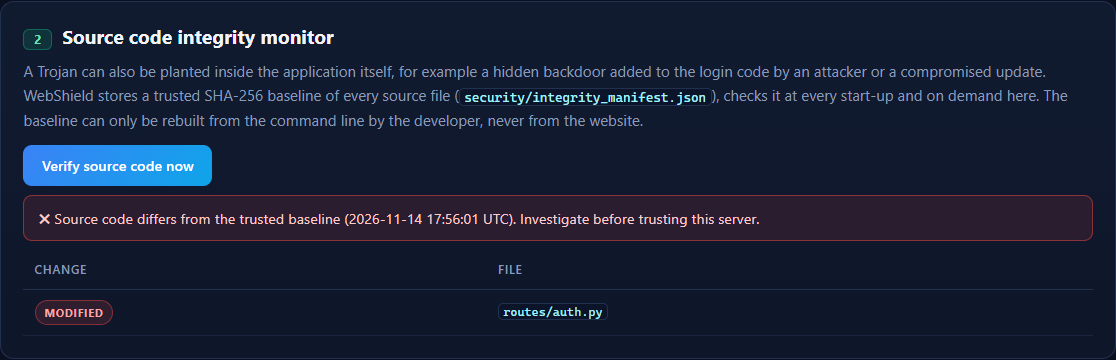 2 Source code integrity monitor
A Trojan can also be planted inside the application itself, for example a hidden backdoor added to the login code by an attacker or a compromised update.
WebShield stores a trusted SHA-256 baseline of every source file ( security/integrity_manifest.json ), checks it at every start-up and on demand here. The
baseline can only be rebuilt from the command line by the developer, never from the website.
Verify source code now
✕ Source code differs from the trusted baseline (2026-11-14 17:56:01 UTC). Investigate before trusting this server.
CHANGE FILE
MODIFIED routes/auth.py